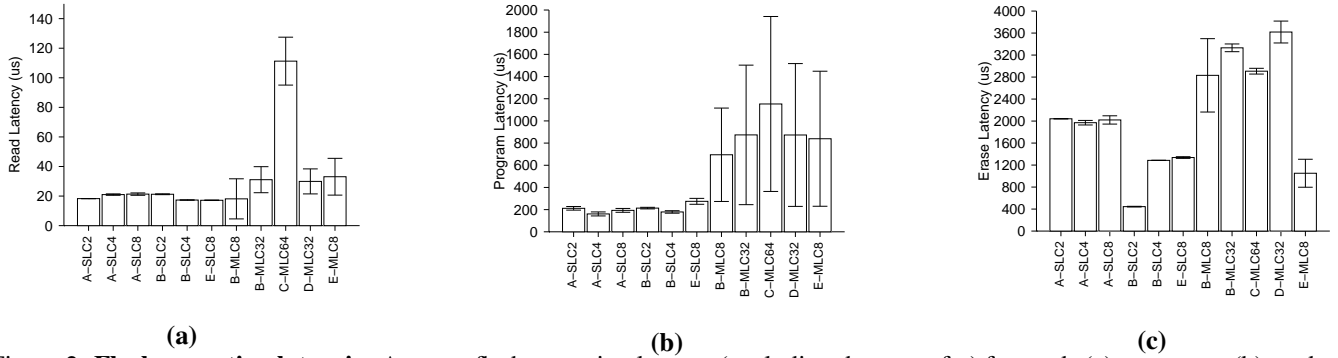 140
120
100
80
60
40
20
0
Read Latency (us)
A–SLC2
A–SLC4
A–SLC8
B–SLC2
B–SLC4
E–SLC8
B–MLC8
B–MLC32
C–MLC64
D–MLC32
E–MLC8
(a)
2000
1800
1600
1400
1200
1000
800
600
400
200
0
Program Latency (us)
A–SLC2
A–SLC4
A–SLC8
B–SLC2
B–SLC4
E–SLC8
B–MLC8
B–MLC32
C–MLC64
D–MLC32
E–MLC8
(b)
4000
3600
3200
2800
2400
2000
1600
1200
800
400
0
Erase Latency (us)
A–SLC2
A–SLC4
A–SLC8
B–SLC2
B–SLC4
E–SLC8
B–MLC8
B–MLC32
C–MLC64
D–MLC32
E–MLC8
(c)